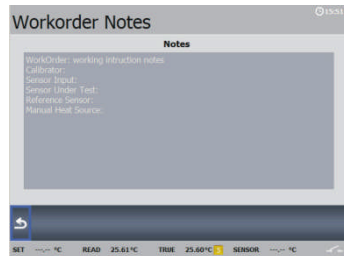 Workorder Notes
15:51
Notes
WorkOrder: working intruction notes
Calibrator:
Sensor Input:
Sensor Under Test:
Reference Sensor:
Manual Heat Source:
SET ---,-- °C READ 25.61°C TRUE 25.60°C S SENSOR ---,-- °C